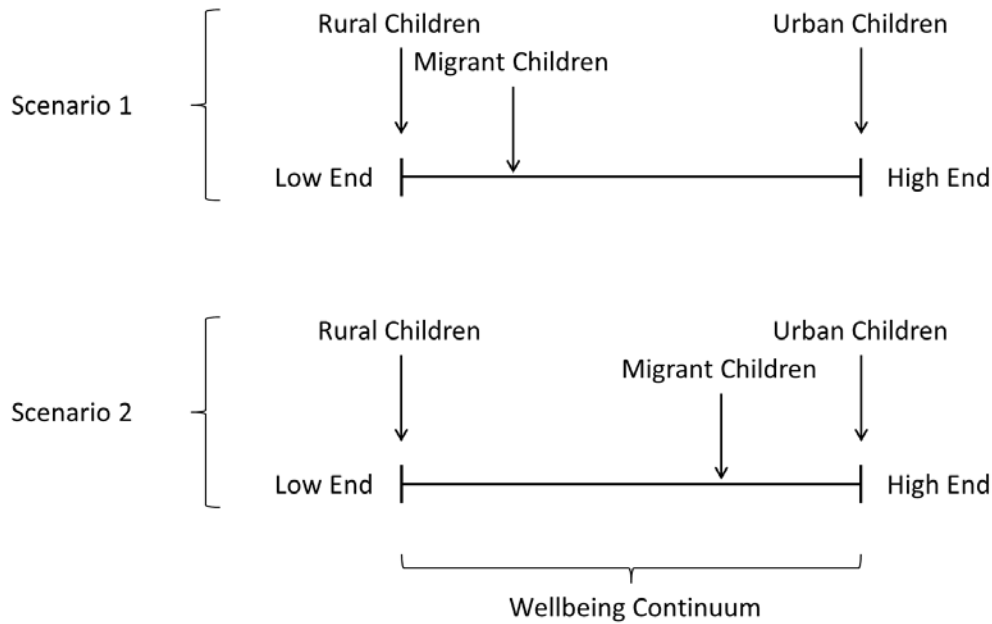 Rural Children
Urban Children
Migrant Children
Scenario 1
Low End
High End
Rural Children
Urban Children
Migrant Children
Scenario 2
Low End
High End
Wellbeing Continuum